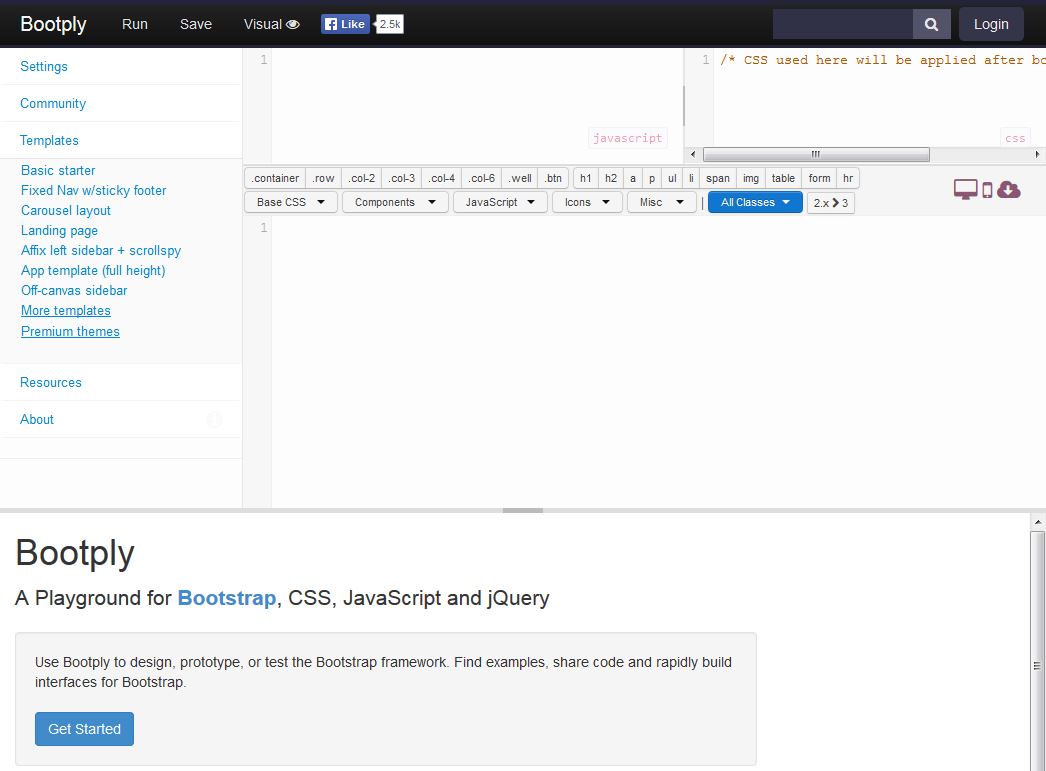 Bootply Run Save Visual Like 2.5k Login
Settings
Community
Templates
Basic starter
Fixed Nav w/sticky footer
Carousel layout
Landing page
Affix left sidebar + scrollspy
App template (full height)
Off-canvas sidebar
More templates
Premium themes
Resources
About
1
javascript
1 /* CSS used here will be applied after bo
css
.container .row .col-2 .col-3 .col-4 .col-6 .well .btn h1 h2 a p ul li span img table form hr
Base CSS Components JavaScript Icons Misc | All Classes 2.x > 3
1
Bootply
A Playground for Bootstrap, CSS, JavaScript and jQuery
Use Bootply to design, prototype, or test the Bootstrap framework. Find examples, share code and rapidly build
interfaces for Bootstrap.
Get Started